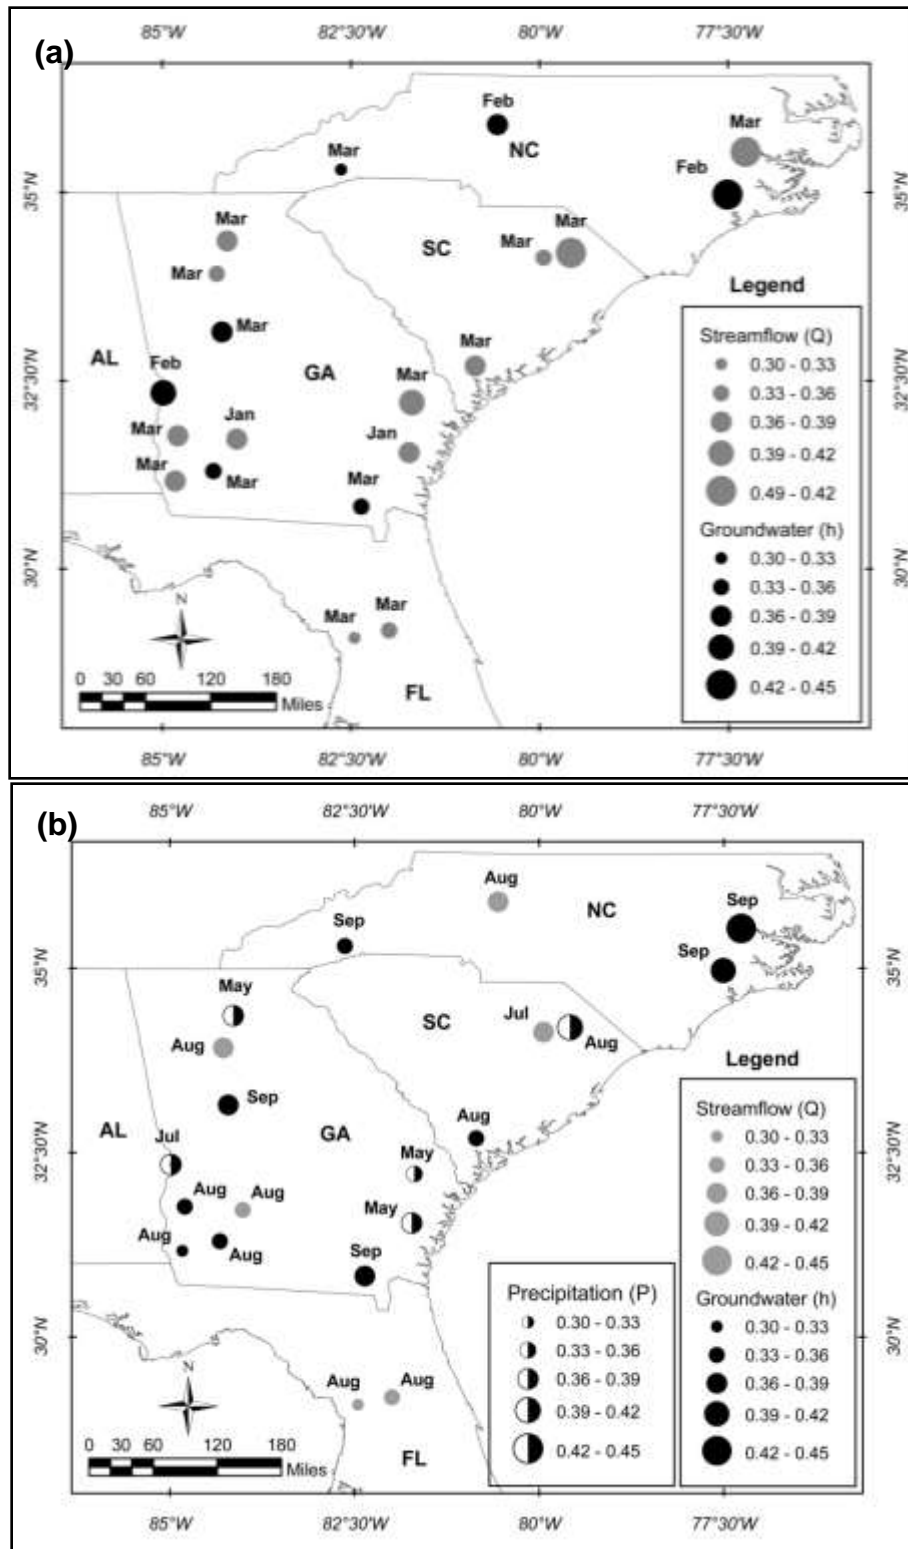 (a)
85°W 82°30'W 80°W 77°30'W
Feb
Mar
NC
Mar
Feb
35°N 35°N
Mar
SC
Mar
Mar
Mar
Legend
Mar
Mar
AL
Feb
GA
Mar
32°30'N 32°30'N
Mar
Jan
Jan
Mar
Mar
Mar
Streamflow (Q)
0.30 - 0.33
0.33 - 0.36
0.36 - 0.39
0.39 - 0.42
0.49 - 0.42
Groundwater (h)
0.30 - 0.33
0.33 - 0.36
0.36 - 0.39
0.39 - 0.42
0.42 - 0.45
30°N 30°N
N
Mar
Mar
0 30 60 120 180
Miles
FL
85°W 82°30'W 80°W 77°30'W
(b)
85°W 82°30'W 80°W 77°30'W
Aug
Sep
NC
Sep
Sep
35°N 35°N
May
SC
Jul
Aug
Aug
Legend
Sep
Aug
AL
Jul
GA
May
32°30'N 32°30'N
Aug
Aug
May
Aug
Aug
Sep
Streamflow (Q)
0.30 - 0.33
0.33 - 0.36
0.36 - 0.39
0.39 - 0.42
0.42 - 0.45
Precipitation (P)
0.30 - 0.33
0.33 - 0.36
0.36 - 0.39
0.39 - 0.42
0.42 - 0.45
Groundwater (h)
0.30 - 0.33
0.33 - 0.36
0.36 - 0.39
0.39 - 0.42
0.42 - 0.45
30°N 30°N
N
Aug
Aug
0 30 60 120 180
Miles
FL
85°W 82°30'W 80°W 77°30'W